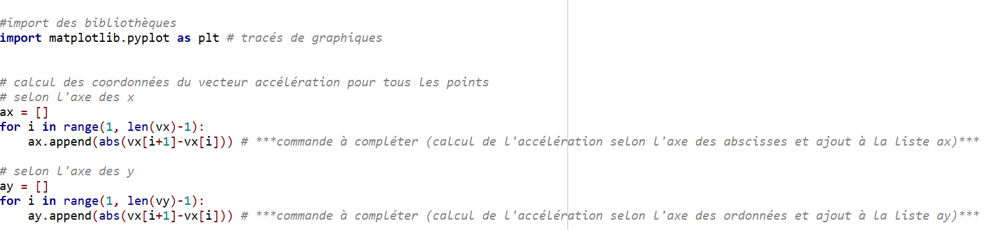 #import des bibliothèques
import matplotlib.pyplot as plt # tracés de graphiques
# calcul des coordonnées du vecteur accélération pour tous les points
# selon l'axe des x
ax = []
for i in range(1, len(vx)-1):
    ax.append(abs(vx[i+1]-vx[i])) # ***commande à compléter (calcul de l'accélération selon l'axe des abscisses et ajout à la liste ax)***
# selon l'axe des y
ay = []
for i in range(1, len(vy)-1):
    ay.append(abs(vx[i+1]-vx[i])) # ***commande à compléter (calcul de l'accélération selon l'axe des ordonnées et ajout à la liste ay)***